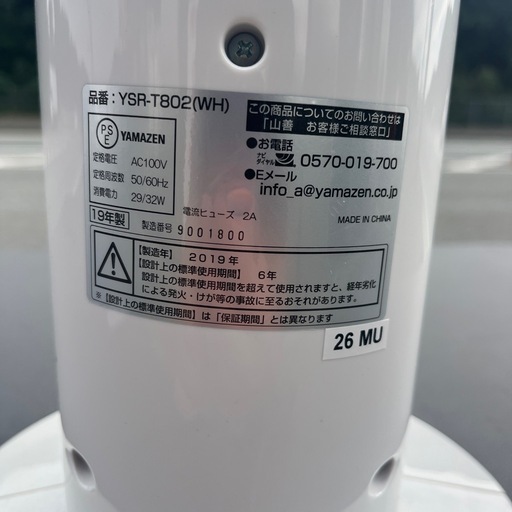 品番：YSR-T802(WH)
PSE
YAMAZEN
定格電圧 AC100V
定格周波数 50/60Hz
消費電力 29/32W
19年製
電流ヒューズ 2A
製造番号 9001800
この商品についてのお問い合わせは
「山善 お客様ご相談窓口」
●お電話
ナビダイヤル 0570-019-700
●Eメール
info_a@yamazen.co.jp
MADE IN CHINA
【製造年】 2019年
【設計上の標準使用期間】 6年
設計上の標準使用期間を超えて使用されますと、経年劣化
による発火・けが等の事故に至るおそれがあります。
※【設計上の標準使用期間】は「保証期間」とは異なります
26 MU